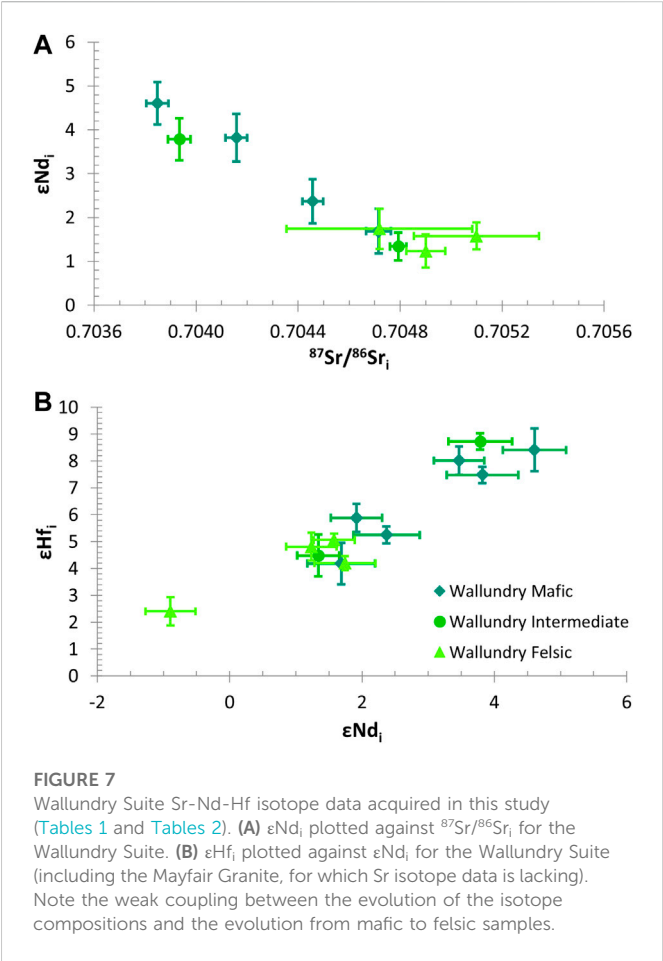 A
6
5
4
3
2
1
0
εNdᵢ
0.7036 0.7040 0.7044 0.7048 0.7052 0.7056
⁸⁷Sr/⁸⁶Srᵢ
B
10
9
8
7
6
5
4
3
2
1
0
εHfᵢ
Wallundry Mafic
Wallundry Intermediate
Wallundry Felsic
-2 0 2 4 6
εNdᵢ
FIGURE 7
Wallundry Suite Sr-Nd-Hf isotope data acquired in this study
(Tables 1 and Tables 2). (A) εNdᵢ plotted against ⁸⁷Sr/⁸⁶Srᵢ for the
Wallundry Suite. (B) εHfᵢ plotted against εNdᵢ for the Wallundry Suite
(including the Mayfair Granite, for which Sr isotope data is lacking).
Note the weak coupling between the evolution of the isotope
compositions and the evolution from mafic to felsic samples.